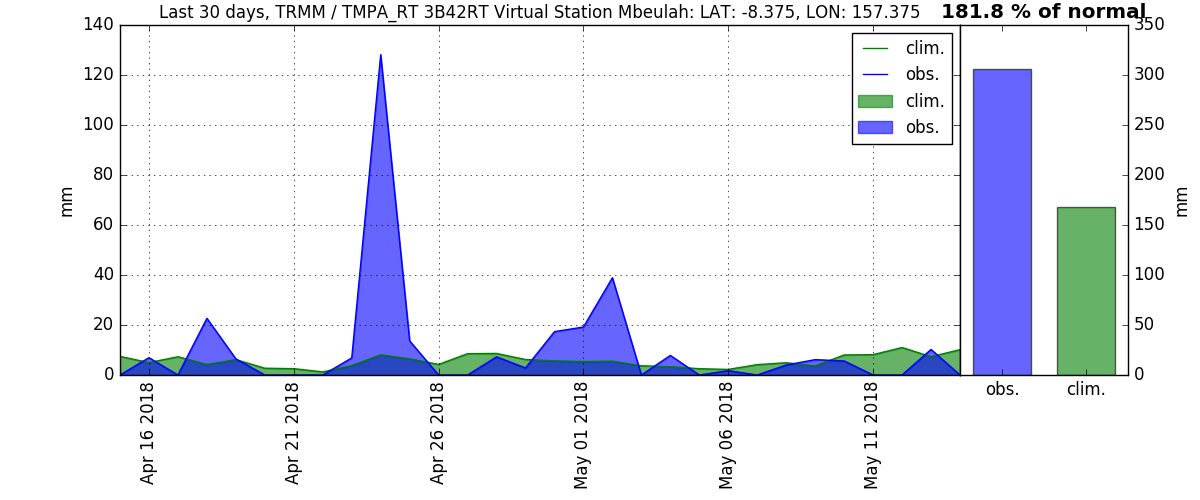 Last 30 days, TRMM / TMPA_RT 3B42RT Virtual Station Mbeulah: LAT: -8.375, LON: 157.375
181.8 % of normal
mm
140
120
100
80
60
40
20
0
Apr 16 2018
Apr 21 2018
Apr 26 2018
May 01 2018
May 06 2018
May 11 2018
clim.
obs.
clim.
obs.
350
300
250
200
150
100
50
0
mm
obs.
clim.